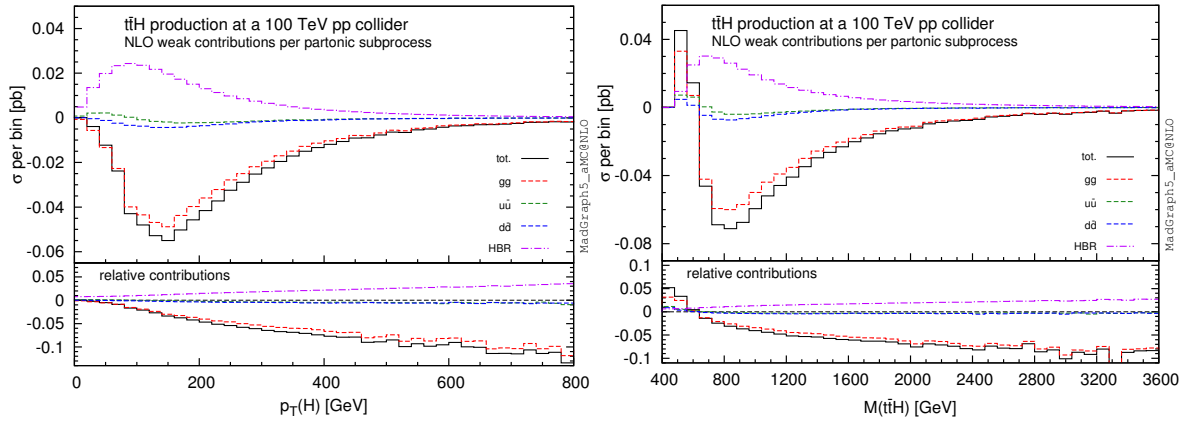 tt̄H production at a 100 TeV pp collider
NLO weak contributions per partonic subprocess
σ per bin [pb]
0.04
0.02
0
-0.02
-0.04
-0.06
tot.
gg
uū
dd̄
HBR
MadGraph5_aMC@NLO
relative contributions
0.05
0
-0.05
-0.1
0 200 400 600 800
p_T(H) [GeV]
tt̄H production at a 100 TeV pp collider
NLO weak contributions per partonic subprocess
σ per bin [pb]
0.04
0
-0.04
-0.08
tot.
gg
uū
dd̄
HBR
MadGraph5_aMC@NLO
relative contributions
0.1
0.05
0
-0.05
-0.1
400 800 1200 1600 2000 2400 2800 3200 3600
M(tt̄H) [GeV]